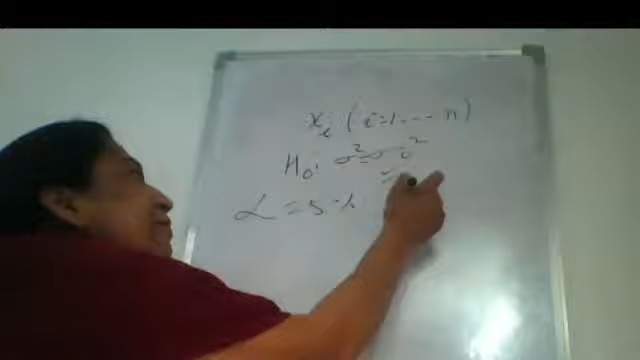 xᵢ (i=1.... n)
H₀: σ²=σ₀²
α = 5 %